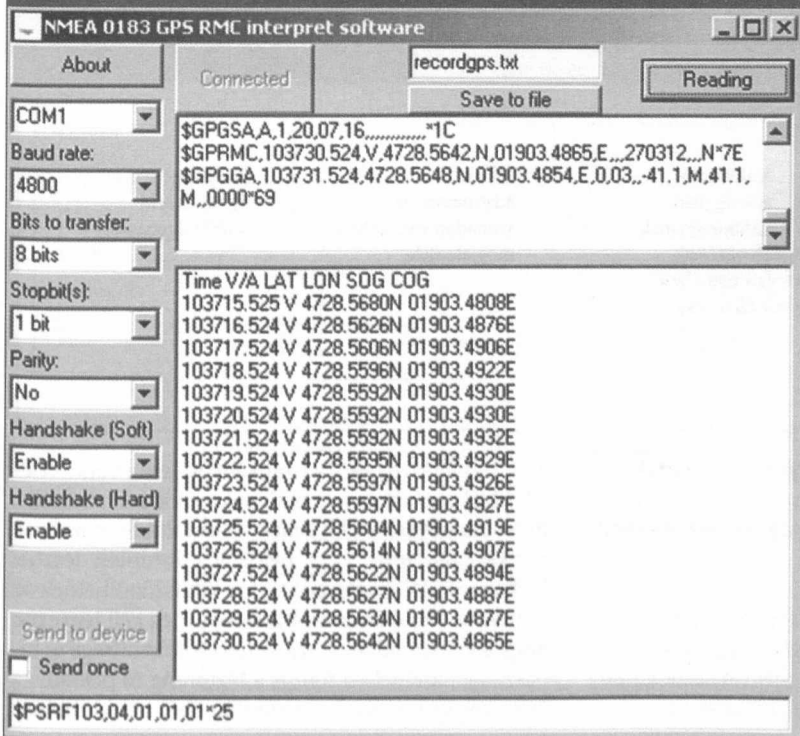 NMEA 0183 GPS RMC interpret software
About
Connected
recordgps.txt
Save to file
Reading
COM1
Baud rate:
4800
Bits to transfer:
8 bits
Stopbit(s):
1 bit
Parity:
No
Handshake (Soft)
Enable
Handshake (Hard)
Enable
Send to device
Send once
$GPGSA,A,1,20,07,16,,,,,,,,,,,,*1C
$GPRMC,103730.524,V,4728.5642,N,01903.4865,E,,,270312,,,N*7E
$GPGGA,103731.524,4728.5648,N,01903.4854,E,0,03,,-41.1,M,41.1,
M,,0000*69
Time V/A LAT LON SOG COG
103715.525 V 4728.5680N 01903.4808E
103716.524 V 4728.5626N 01903.4876E
103717.524 V 4728.5606N 01903.4906E
103718.524 V 4728.5596N 01903.4922E
103719.524 V 4728.5592N 01903.4930E
103720.524 V 4728.5592N 01903.4930E
103721.524 V 4728.5592N 01903.4932E
103722.524 V 4728.5595N 01903.4929E
103723.524 V 4728.5597N 01903.4926E
103724.524 V 4728.5597N 01903.4927E
103725.524 V 4728.5604N 01903.4919E
103726.524 V 4728.5614N 01903.4907E
103727.524 V 4728.5622N 01903.4894E
103728.524 V 4728.5627N 01903.4887E
103729.524 V 4728.5634N 01903.4877E
103730.524 V 4728.5642N 01903.4865E
$PSRF103,04,01,01,01*25